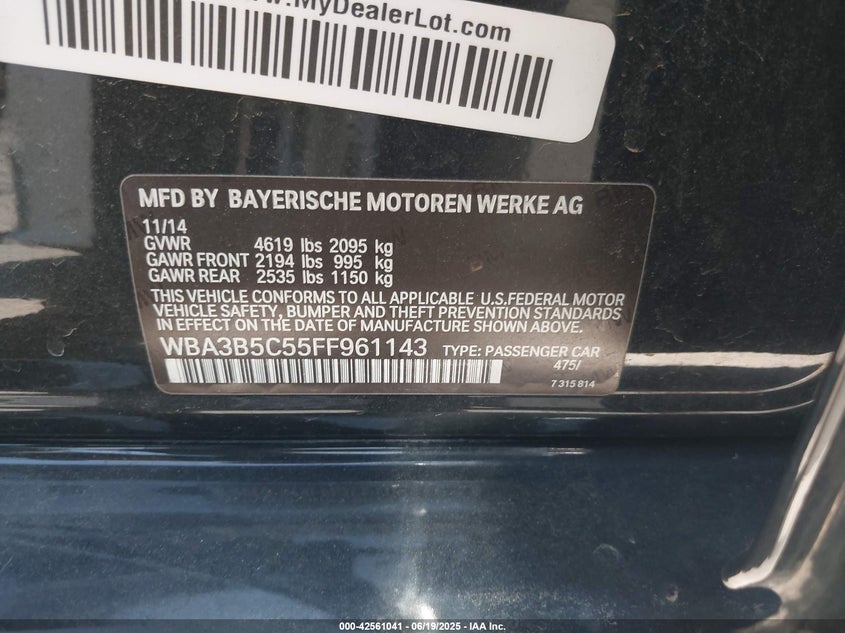 www.MyDealerLot.com
MFD BY BAYERISCHE MOTOREN WERKE AG
11/14
GVWR 4619 lbs 2095 kg
GAWR FRONT 2194 lbs 995 kg
GAWR REAR 2535 lbs 1150 kg
THIS VEHICLE CONFORMS TO ALL APPLICABLE U.S.FEDERAL MOTOR
VEHICLE SAFETY, BUMPER AND THEFT PREVENTION STANDARDS
IN EFFECT ON THE DATE OF MANUFACTURE SHOWN ABOVE.
WBA3B5C55FF961143 TYPE: PASSENGER CAR
475/
7 315 814
000-42561041 - 06/19/2025 - IAA Inc.